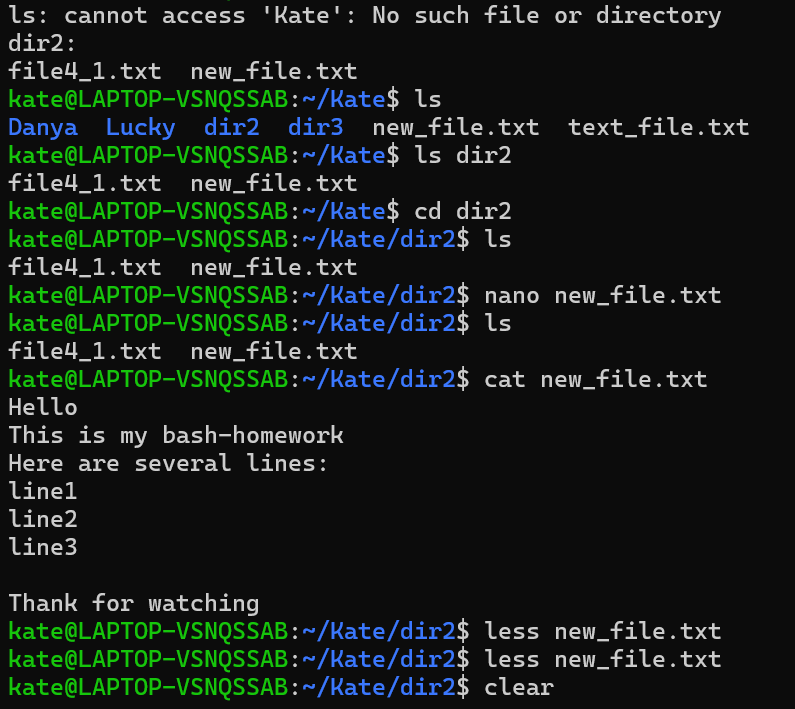 ls: cannot access 'Kate': No such file or directory
dir2:
file4_1.txt  new_file.txt
kate@LAPTOP-VSNQSSAB:~/Kate$ ls
Danya  Lucky  dir2  dir3  new_file.txt  text_file.txt
kate@LAPTOP-VSNQSSAB:~/Kate$ ls dir2
file4_1.txt  new_file.txt
kate@LAPTOP-VSNQSSAB:~/Kate$ cd dir2
kate@LAPTOP-VSNQSSAB:~/Kate/dir2$ ls
file4_1.txt  new_file.txt
kate@LAPTOP-VSNQSSAB:~/Kate/dir2$ nano new_file.txt
kate@LAPTOP-VSNQSSAB:~/Kate/dir2$ ls
file4_1.txt  new_file.txt
kate@LAPTOP-VSNQSSAB:~/Kate/dir2$ cat new_file.txt
Hello
This is my bash-homework
Here are several lines:
line1
line2
line3

Thank for watching
kate@LAPTOP-VSNQSSAB:~/Kate/dir2$ less new_file.txt
kate@LAPTOP-VSNQSSAB:~/Kate/dir2$ less new_file.txt
kate@LAPTOP-VSNQSSAB:~/Kate/dir2$ clear